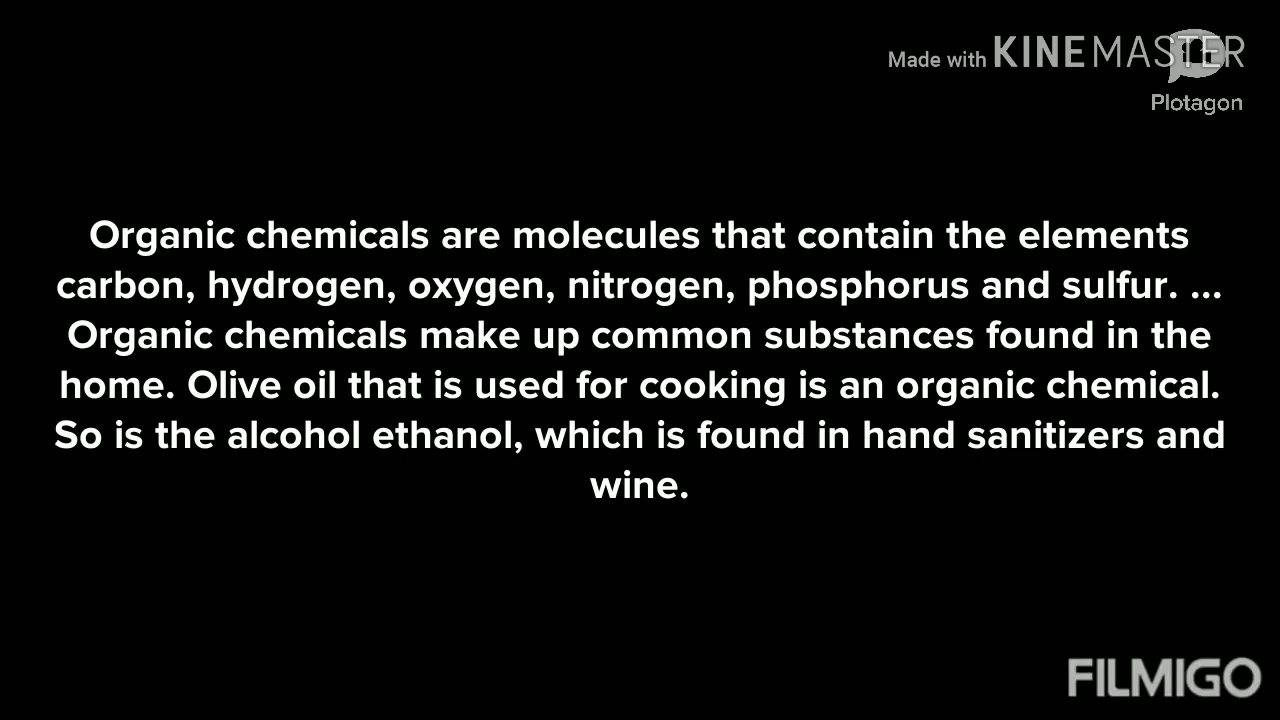 Made with KINEMASTER
Plotagon
Organic chemicals are molecules that contain the elements
carbon, hydrogen, oxygen, nitrogen, phosphorus and sulfur. ...
Organic chemicals make up common substances found in the
home. Olive oil that is used for cooking is an organic chemical.
So is the alcohol ethanol, which is found in hand sanitizers and
wine.
FILMIGO